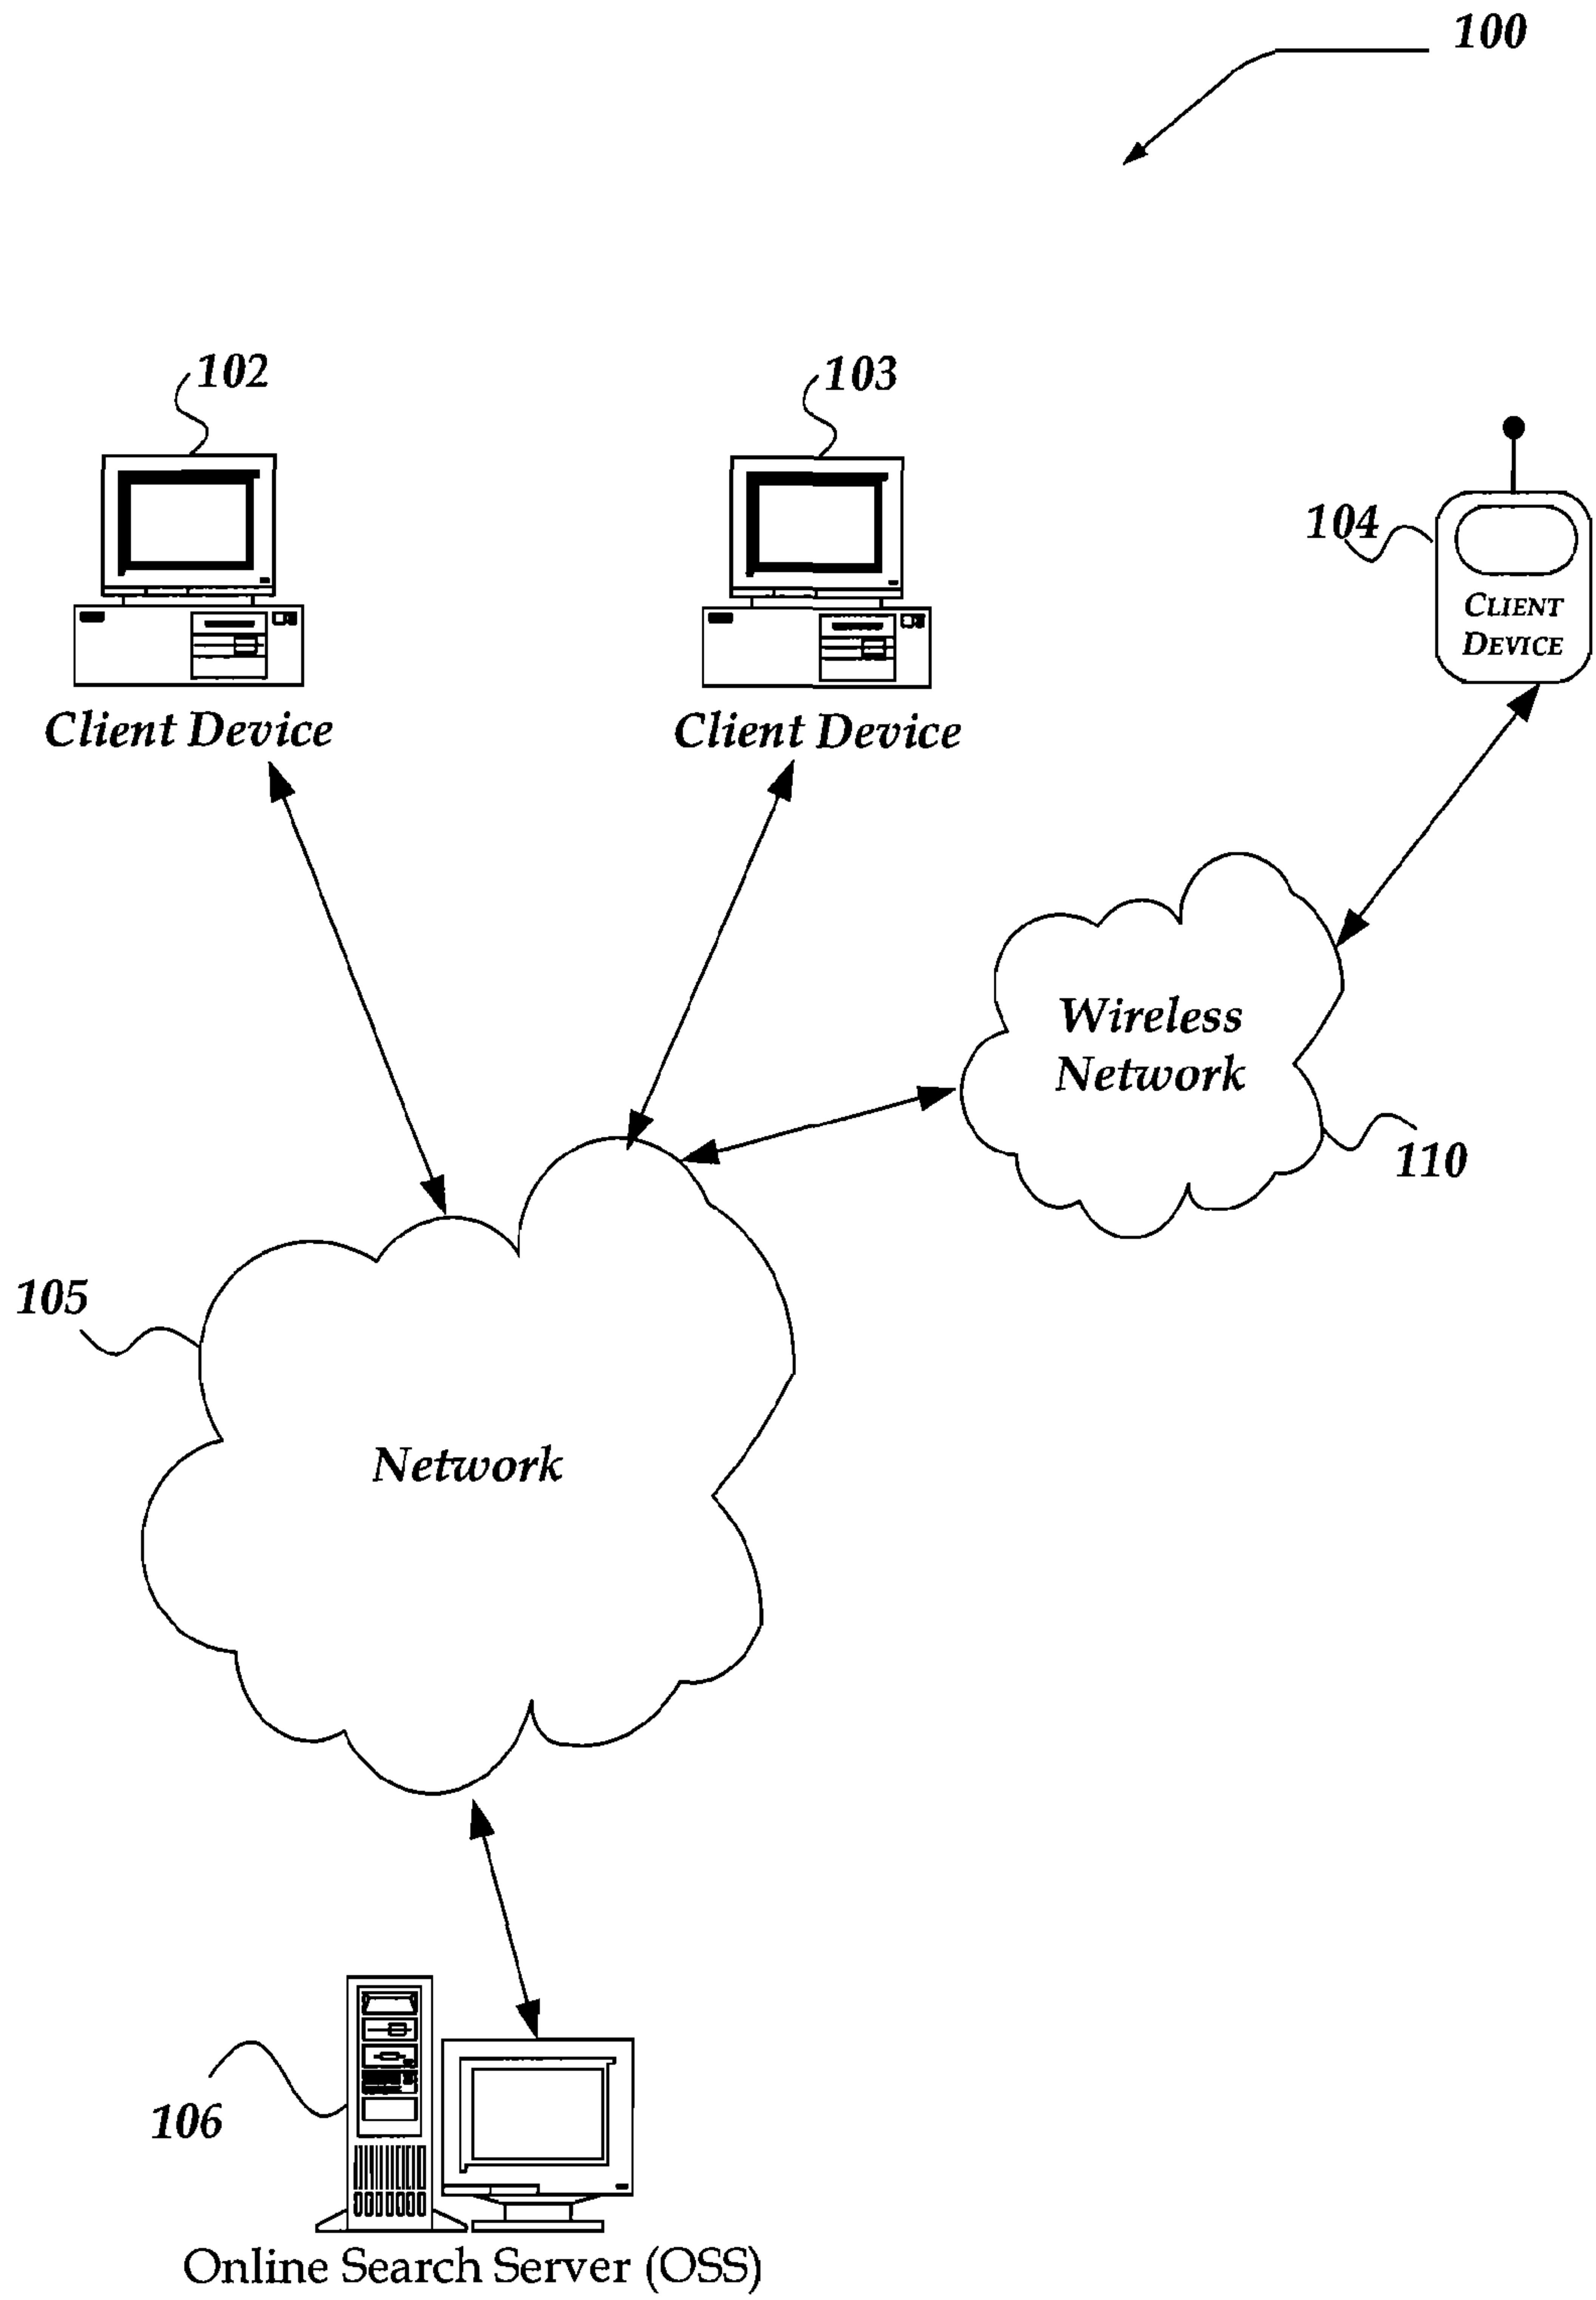 100
102
103
104
CLIENT
DEVICE
Client Device
Client Device
Wireless
Network
110
105
Network
106
Online Search Server (OSS)